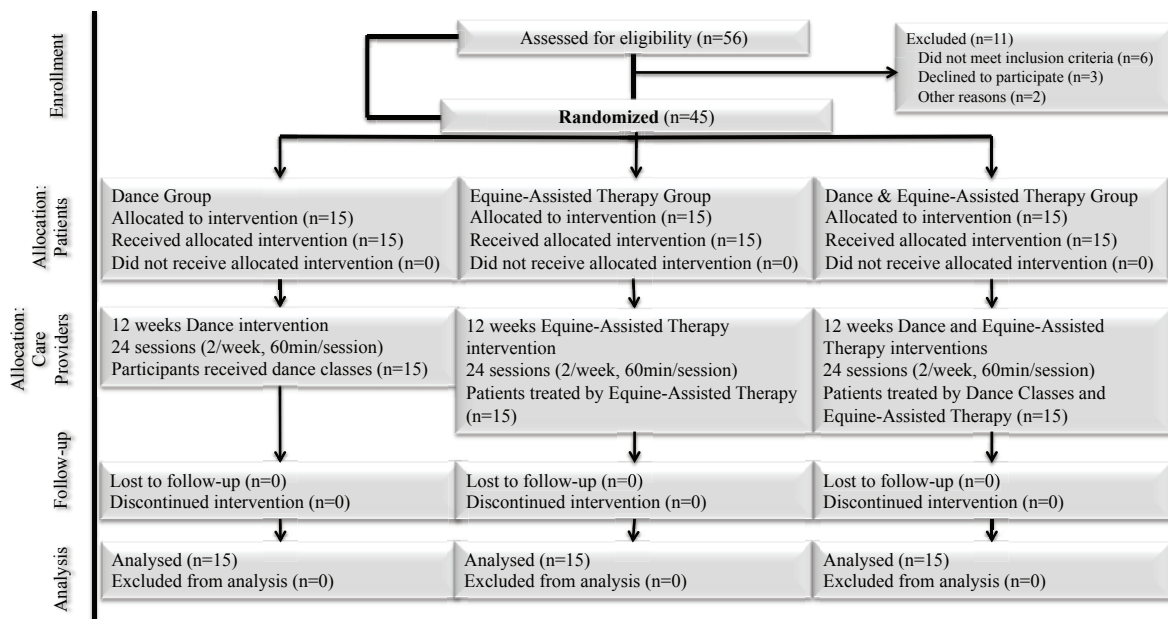 Enrollment
Assessed for eligibility (n=56)
Excluded (n=11)
Did not meet inclusion criteria (n=6)
Declined to participate (n=3)
Other reasons (n=2)
Randomized (n=45)
Allocation:
Patients
Dance Group
Allocated to intervention (n=15)
Received allocated intervention (n=15)
Did not receive allocated intervention (n=0)
Equine-Assisted Therapy Group
Allocated to intervention (n=15)
Received allocated intervention (n=15)
Did not receive allocated intervention (n=0)
Dance & Equine-Assisted Therapy Group
Allocated to intervention (n=15)
Received allocated intervention (n=15)
Did not receive allocated intervention (n=0)
Allocation:
Care
Providers
12 weeks Dance intervention
24 sessions (2/week, 60min/session)
Participants received dance classes (n=15)
12 weeks Equine-Assisted Therapy
intervention
24 sessions (2/week, 60min/session)
Patients treated by Equine-Assisted Therapy
(n=15)
12 weeks Dance and Equine-Assisted
Therapy interventions
24 sessions (2/week, 60min/session)
Patients treated by Dance Classes and
Equine-Assisted Therapy (n=15)
Follow-up
Lost to follow-up (n=0)
Discontinued intervention (n=0)
Lost to follow-up (n=0)
Discontinued intervention (n=0)
Lost to follow-up (n=0)
Discontinued intervention (n=0)
Analysis
Analysed (n=15)
Excluded from analysis (n=0)
Analysed (n=15)
Excluded from analysis (n=0)
Analysed (n=15)
Excluded from analysis (n=0)